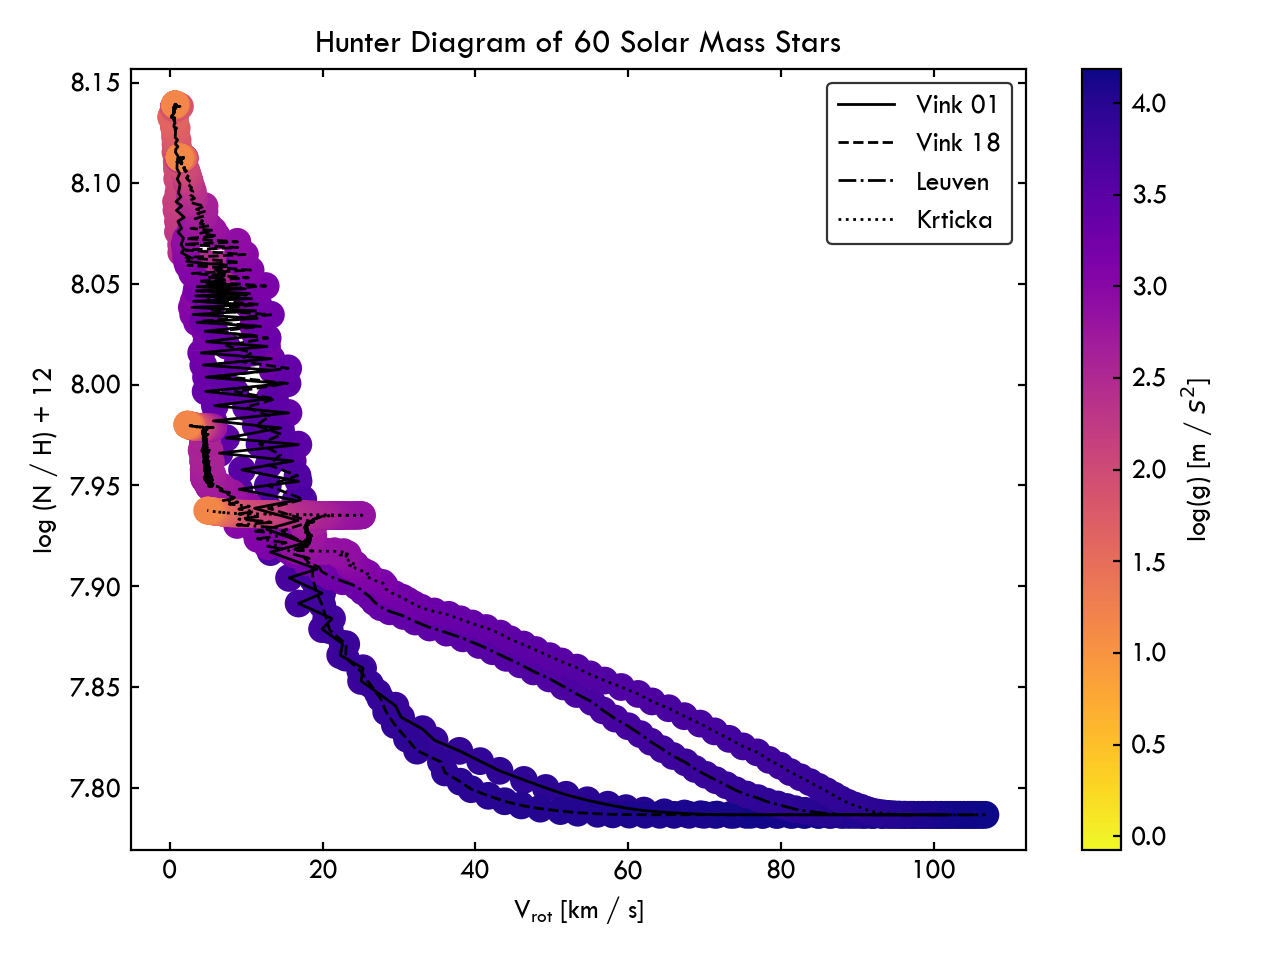 Hunter Diagram of 60 Solar Mass Stars
8.15
8.10
8.05
8.00
7.95
7.90
7.85
7.80
log (N / H) + 12
0
20
40
60
80
100
V_rot [km / s]
Vink 01
Vink 18
Leuven
Krticka
4.0
3.5
3.0
2.5
2.0
1.5
1.0
0.5
0.0
log(g) [m / s²]